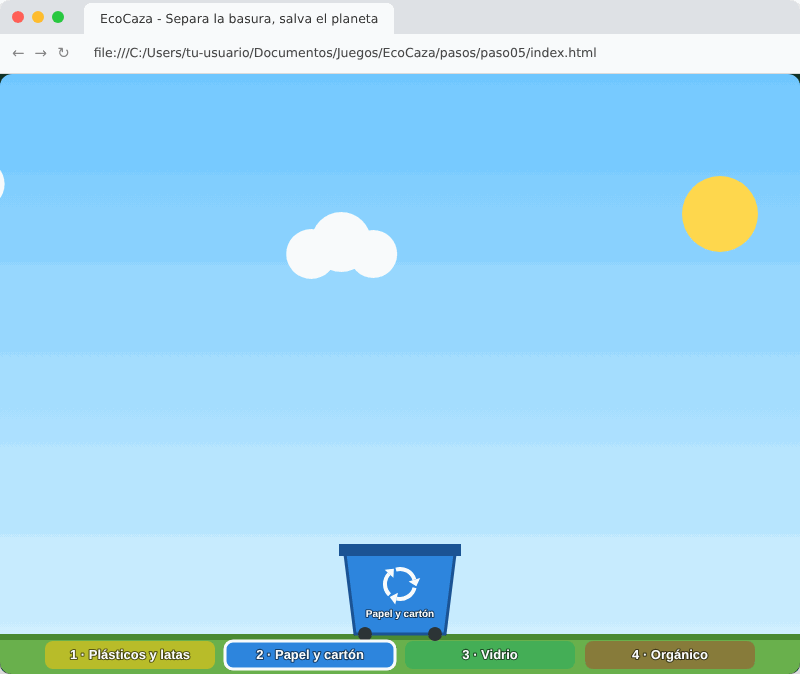 EcoCaza - Separa la basura, salva el planeta
← → ↻ file:///C:/Users/tu-usuario/Documentos/Juegos/EcoCaza/pasos/paso05/index.html
Papel y cartón
1 · Plásticos y latas
2 · Papel y cartón
3 · Vidrio
4 · Orgánico